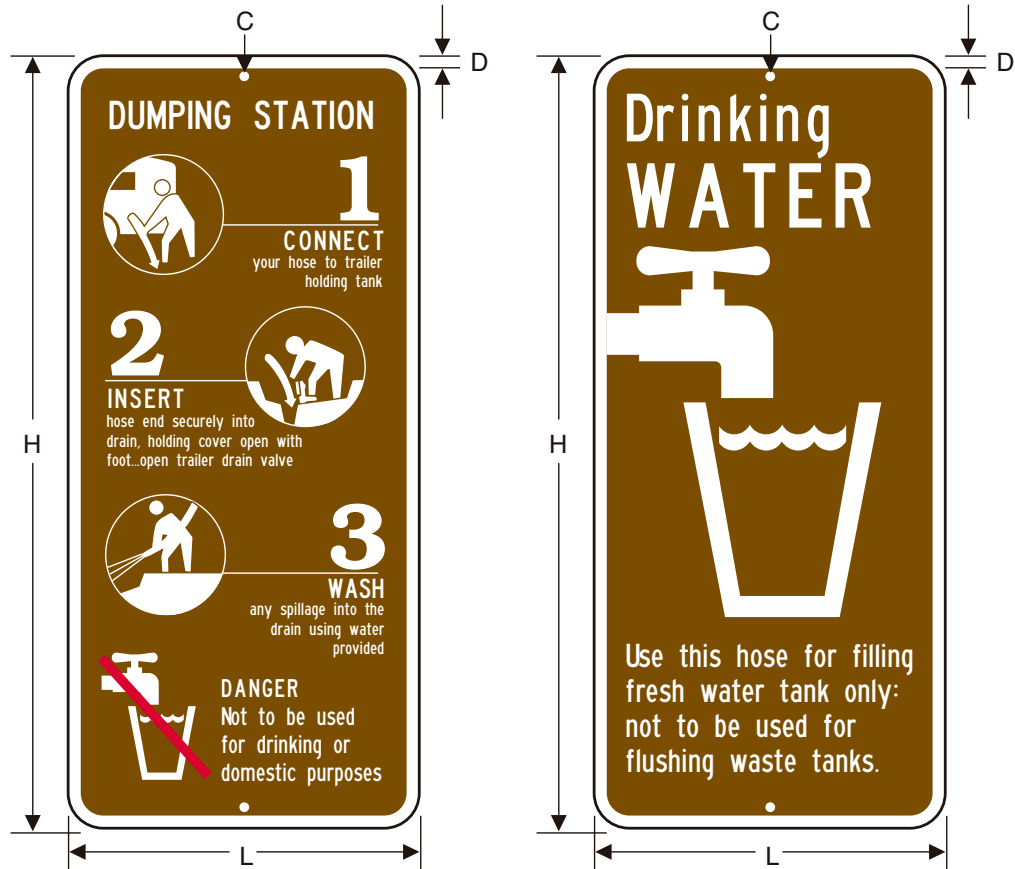 C
D
H
DUMPING STATION
1
CONNECT
your hose to trailer
holding tank
2
INSERT
hose end securely into
drain, holding cover open with
foot...open trailer drain valve
3
WASH
any spillage into the
drain using water
provided
DANGER
Not to be used
for drinking or
domestic purposes
L
C
D
H
Drinking
WATER
Use this hose for filling
fresh water tank only:
not to be used for
flushing waste tanks.
L